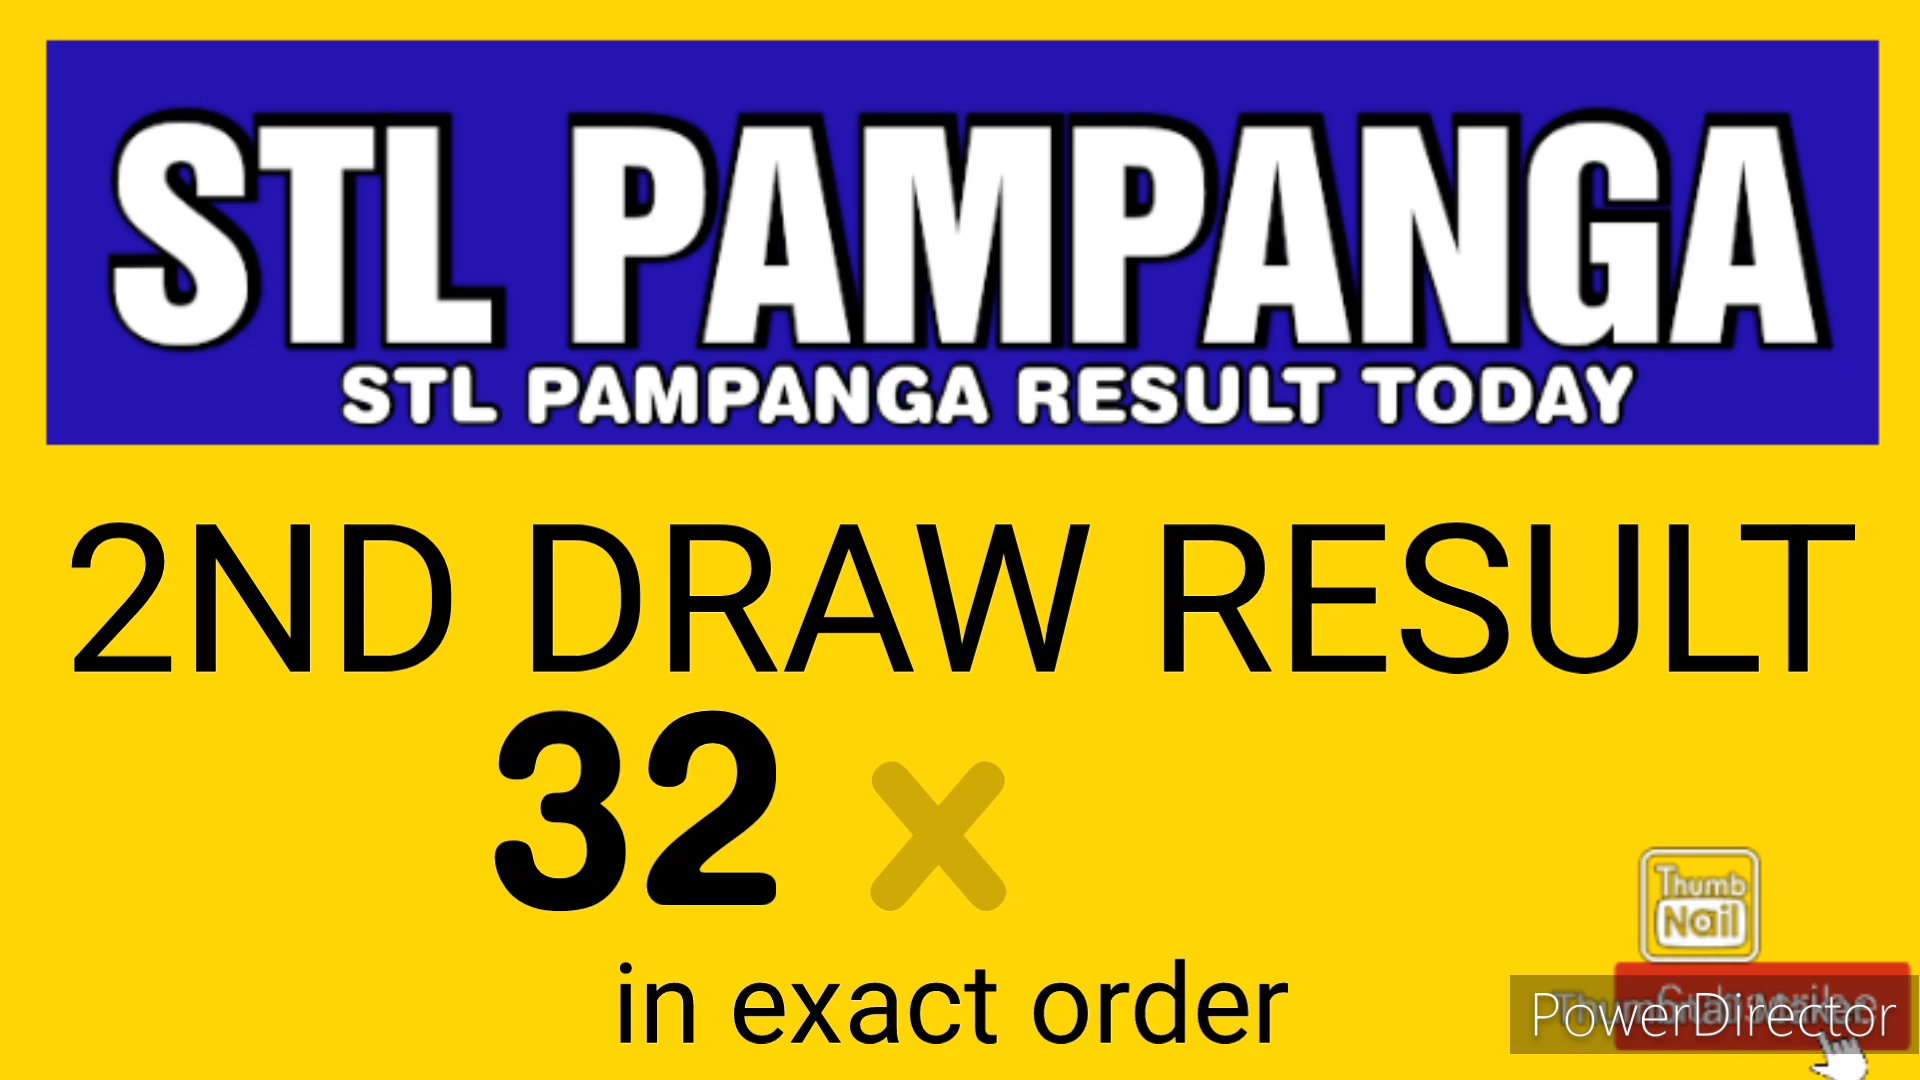 STL PAMPANGA
STL PAMPANGA RESULT TODAY
2ND DRAW RESULT
32 ×
in exact order
Thumb
Nail
PowerDirector